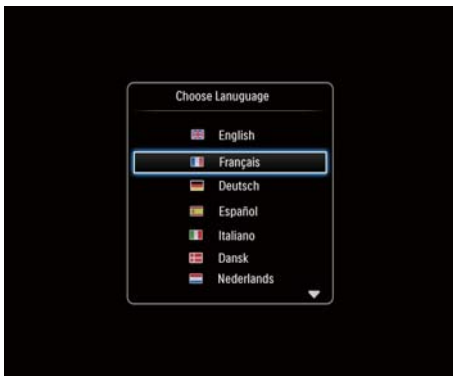 Choose Lanuguage
English
Français
Deutsch
Español
Italiano
Dansk
Nederlands